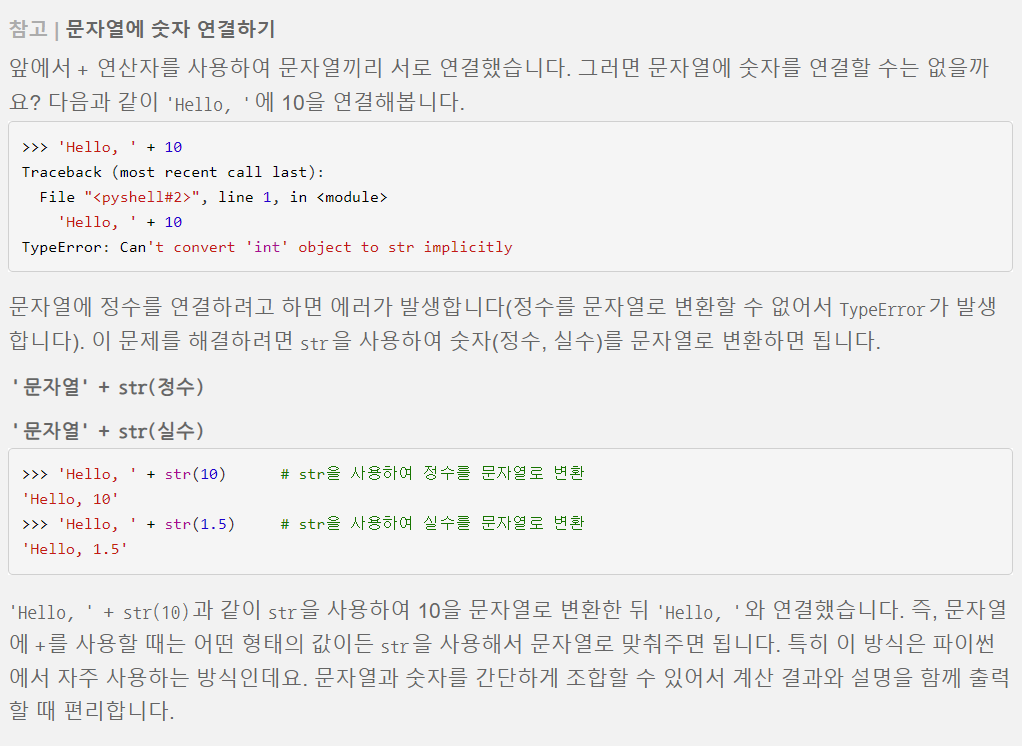 참고 | 문자열에 숫자 연결하기
앞에서 + 연산자를 사용하여 문자열끼리 서로 연결했습니다. 그러면 문자열에 숫자를 연결할 수는 없을까
요? 다음과 같이 'Hello, '에 10을 연결해봅니다.
>>> 'Hello, ' + 10
Traceback (most recent call last):
  File "<pyshell#2>", line 1, in <module>
    'Hello, ' + 10
TypeError: Can't convert 'int' object to str implicitly
문자열에 정수를 연결하려고 하면 에러가 발생합니다(정수를 문자열로 변환할 수 없어서 TypeError가 발생
합니다). 이 문제를 해결하려면 str을 사용하여 숫자(정수, 실수)를 문자열로 변환하면 됩니다.
'문자열' + str(정수)
'문자열' + str(실수)
>>> 'Hello, ' + str(10)      # str을 사용하여 정수를 문자열로 변환
'Hello, 10'
>>> 'Hello, ' + str(1.5)     # str을 사용하여 실수를 문자열로 변환
'Hello, 1.5'
'Hello, ' + str(10)과 같이 str을 사용하여 10을 문자열로 변환한 뒤 'Hello, '와 연결했습니다. 즉, 문자열
에 +를 사용할 때는 어떤 형태의 값이든 str을 사용해서 문자열로 맞춰주면 됩니다. 특히 이 방식은 파이썬
에서 자주 사용하는 방식인데요. 문자열과 숫자를 간단하게 조합할 수 있어서 계산 결과와 설명을 함께 출력
할 때 편리합니다.